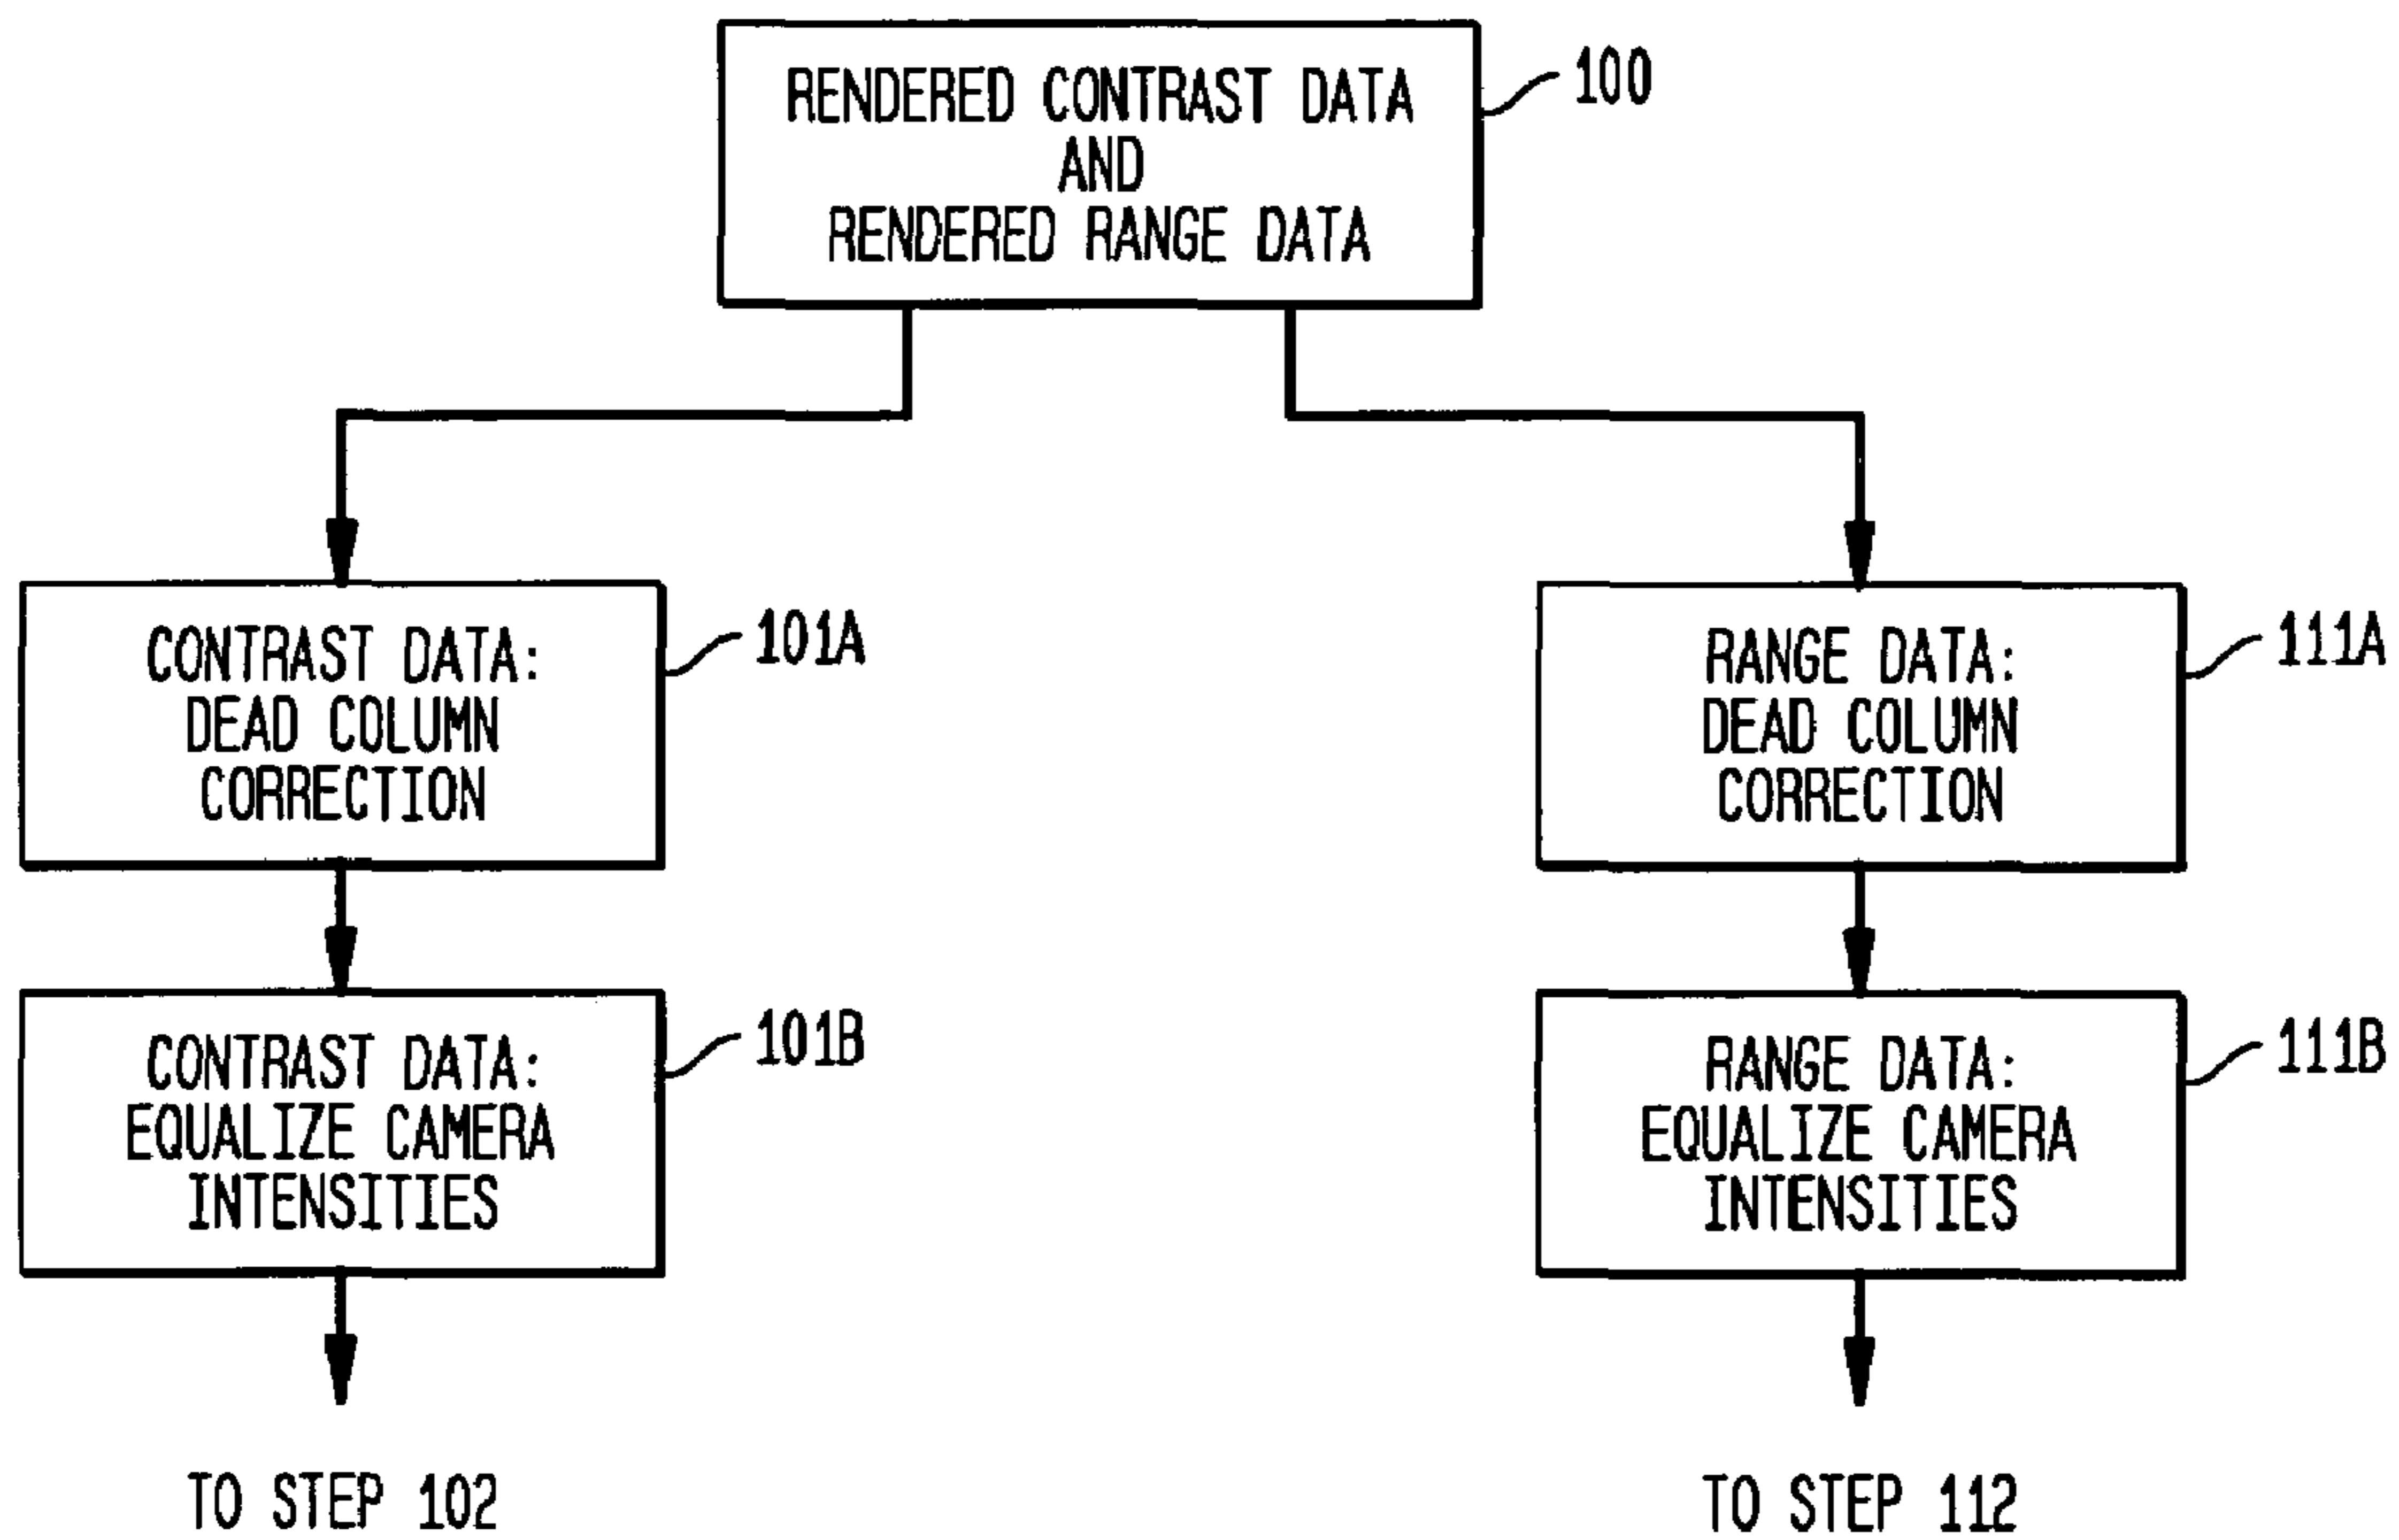 RENDERED CONTRAST DATA
AND
RENDERED RANGE DATA
100
CONTRAST DATA:
DEAD COLUMN
CORRECTION
101A
RANGE DATA:
DEAD COLUMN
CORRECTION
111A
CONTRAST DATA:
EQUALIZE CAMERA
INTENSITIES
101B
RANGE DATA:
EQUALIZE CAMERA
INTENSITIES
111B
TO STEP 102
TO STEP 112